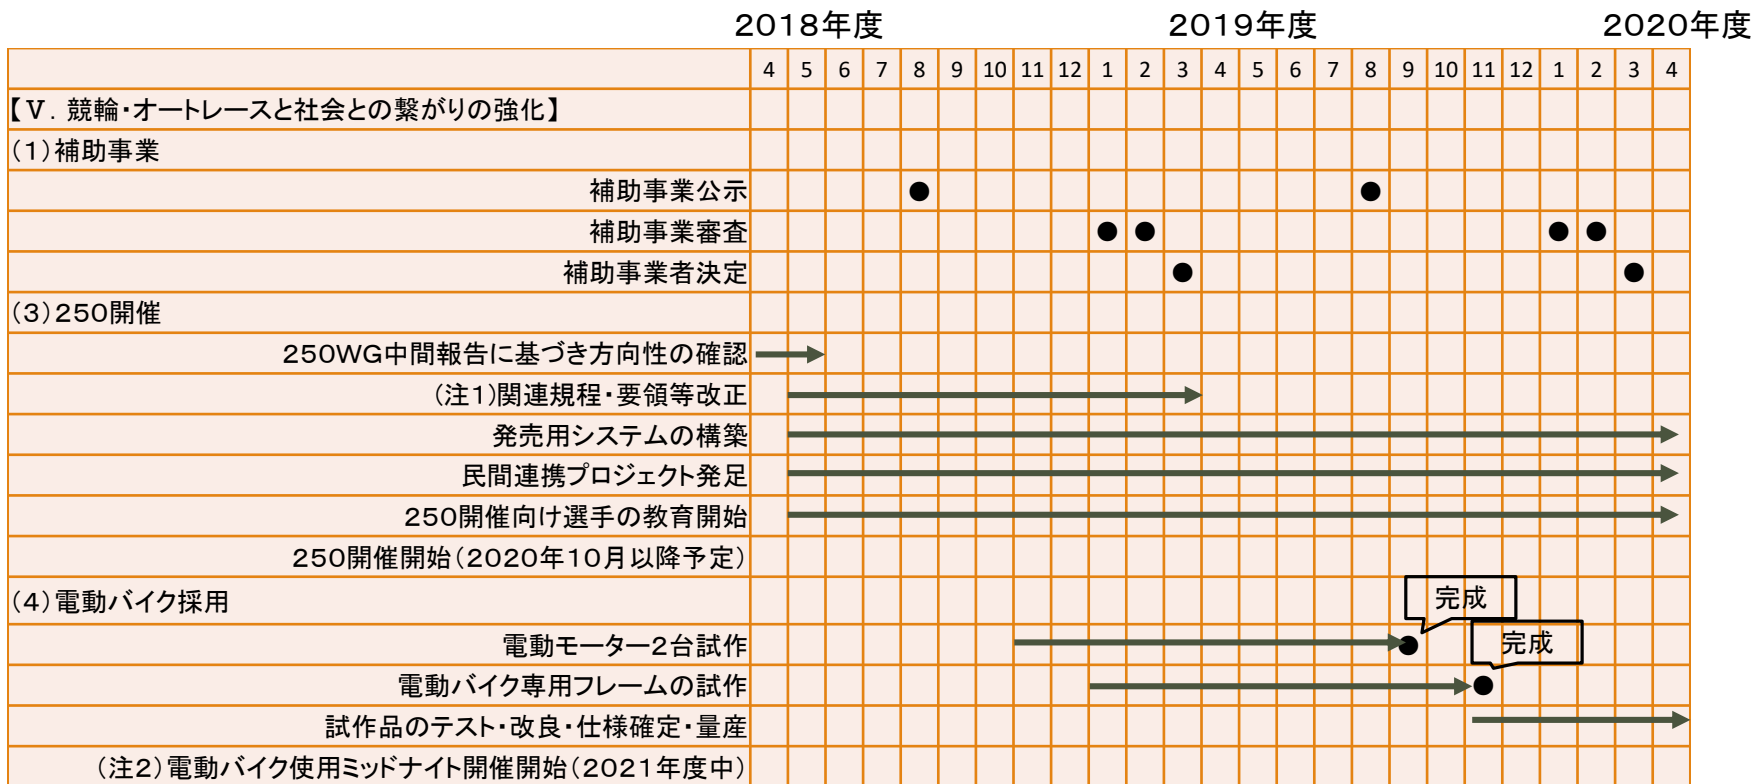 2018年度 2019年度 2020年度
4 5 6 7 8 9 10 11 12 1 2 3 4 5 6 7 8 9 10 11 12 1 2 3 4
【Ⅴ．競輪・オートレースと社会との繋がりの強化】
(1)補助事業
補助事業公示 ● ●
補助事業審査 ● ● ● ●
補助事業者決定 ● ●
(3)250開催
250WG中間報告に基づき方向性の確認
(注1)関連規程・要領等改正
発売用システムの構築
民間連携プロジェクト発足
250開催向け選手の教育開始
250開催開始(2020年10月以降予定)
(4)電動バイク採用
完成
電動モーター2台試作 ●
完成
電動バイク専用フレームの試作 ●
試作品のテスト・改良・仕様確定・量産
(注2)電動バイク使用ミッドナイト開催開始(2021年度中)